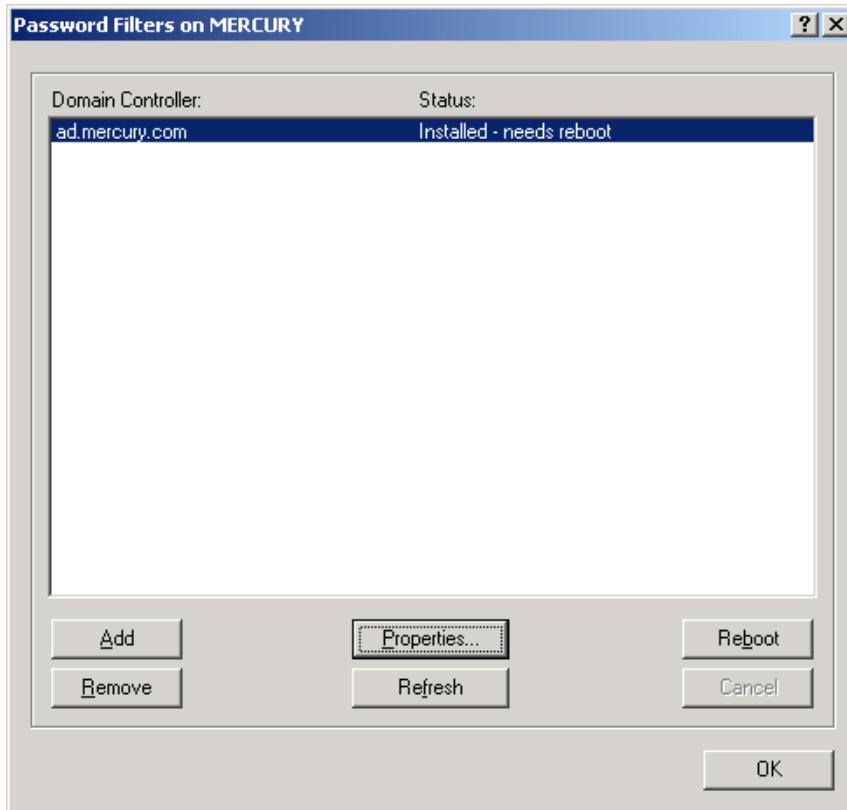 Password Filters on MERCURY
Domain Controller: Status:
ad.mercury.com Installed - needs reboot
Add Properties... Reboot
Remove Refresh Cancel
OK